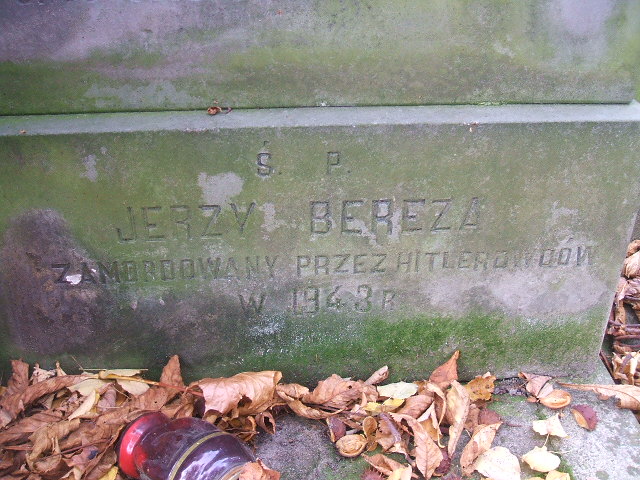 Ś. P.
JERZY BEREZA
ZAMORDOWANY PRZEZ HITLEROWCÓW
W 1943 R